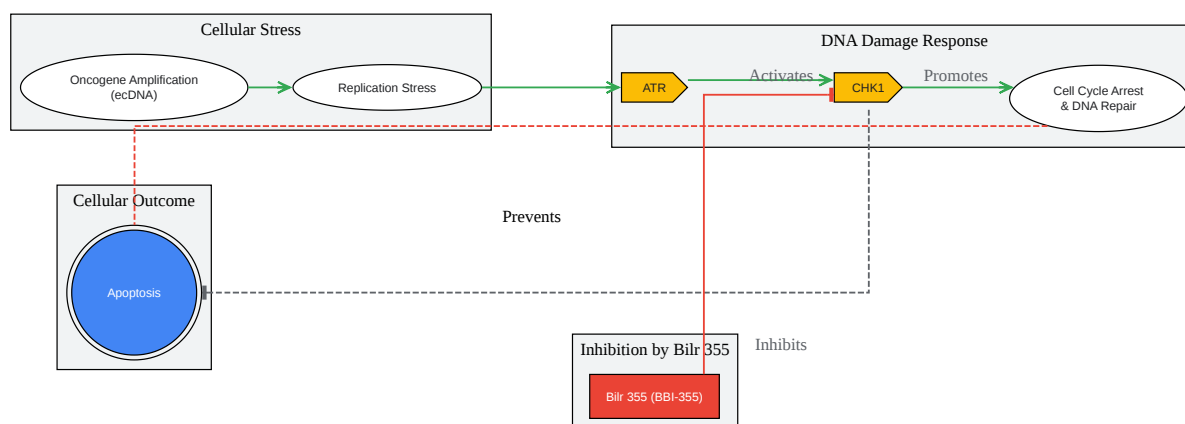 Cellular Stress
Oncogene Amplification
(ecDNA)
Replication Stress
DNA Damage Response
ATR
Activates
CHK1
Promotes
Cell Cycle Arrest
& DNA Repair
Cellular Outcome
Apoptosis
Prevents
Inhibition by Bilr 355
Inhibits
Bilr 355 (BBI-355)